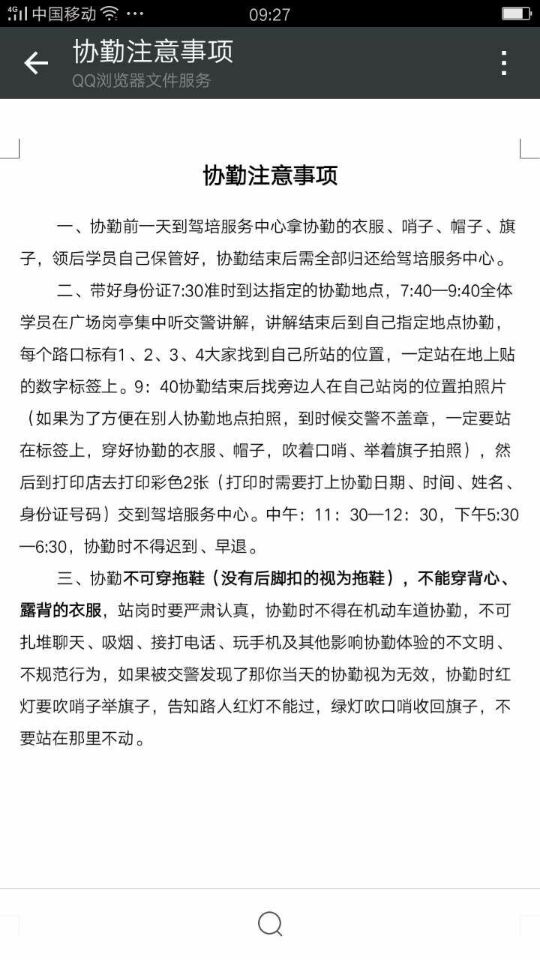 4G 中国移动 09:27
协勤注意事项
QQ浏览器文件服务
协勤注意事项
一、协勤前一天到驾培服务中心拿协勤的衣服、哨子、帽子、旗
子，领后学员自己保管好，协勤结束后需全部归还给驾培服务中心。
二、带好身份证7:30准时到达指定的协勤地点，7:40—9:40全体
学员在广场岗亭集中听交警讲解，讲解结束后到自己指定地点协勤，
每个路口标有1、2、3、4大家找到自己所站的位置，一定站在地上贴
的数字标签上。9：40协勤结束后找旁边人在自己站岗的位置拍照片
（如果为了方便在别人协勤地点拍照，到时候交警不盖章，一定要站
在标签上，穿好协勤的衣服、帽子，吹着口哨、举着旗子拍照），然
后到打印店去打印彩色2张（打印时需要打上协勤日期、时间、姓名、
身份证号码）交到驾培服务中心。中午：11：30—12：30，下午5:30
—6:30，协勤时不得迟到、早退。
三、协勤不可穿拖鞋（没有后脚扣的视为拖鞋），不能穿背心、
露背的衣服，站岗时要严肃认真，协勤时不得在机动车道协勤，不可
扎堆聊天、吸烟、接打电话、玩手机及其他影响协勤体验的不文明、
不规范行为，如果被交警发现了那你当天的协勤视为无效，协勤时红
灯要吹哨子举旗子，告知路人红灯不能过，绿灯吹口哨收回旗子，不
要站在那里不动。